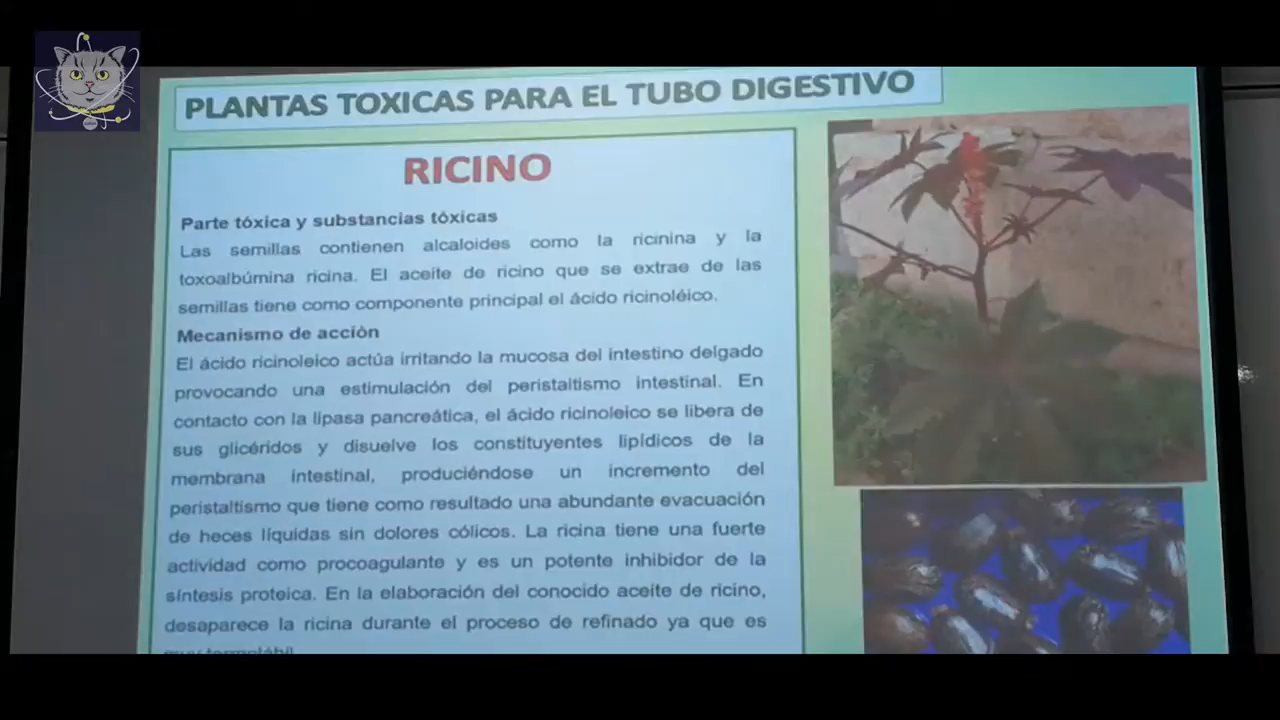 PLANTAS TOXICAS PARA EL TUBO DIGESTIVO
RICINO
Parte tóxica y substancias tóxicas
Las semillas contienen alcaloides como la ricinina y la
toxoalbúmina ricina. El aceite de ricino que se extrae de las
semillas tiene como componente principal el ácido ricinoléico.
Mecanismo de acción
El ácido ricinoleico actúa irritando la mucosa del intestino delgado
provocando una estimulación del peristaltismo intestinal. En
contacto con la lipasa pancreática, el ácido ricinoleico se libera de
sus glicéridos y disuelve los constituyentes lipídicos de la
membrana intestinal, produciéndose un incremento del
peristaltismo que tiene como resultado una abundante evacuación
de heces líquidas sin dolores cólicos. La ricina tiene una fuerte
actividad como procoagulante y es un potente inhibidor de la
síntesis proteica. En la elaboración del conocido aceite de ricino,
desaparece la ricina durante el proceso de refinado ya que es